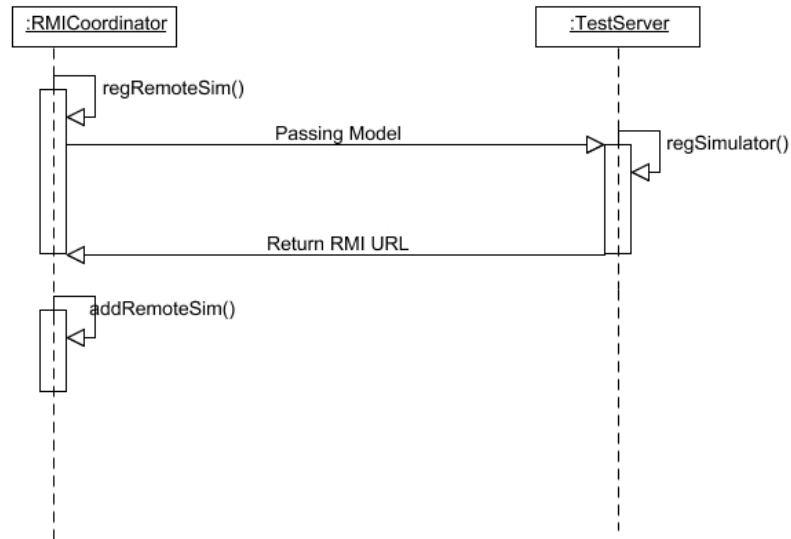 :RMICoordinator
:TestServer
regRemoteSim()
Passing Model
regSimulator()
Return RMI URL
addRemoteSim()